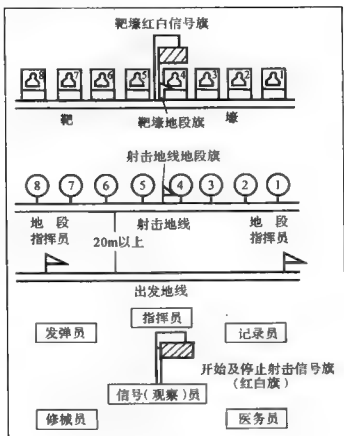 靶壕红白信号旗
8 7 6 5 4 3 2 1
靶 壕
靶壕地段旗
射击地线地段旗
8 7 6 5 4 3 2 1
地 段
指挥员
射击地线
地 段
指挥员
20m以上
出发地线
指挥员
发弹员
记录员
开始及停止射击信号旗
(红白旗)
信号(观察)员
修械员
医务员